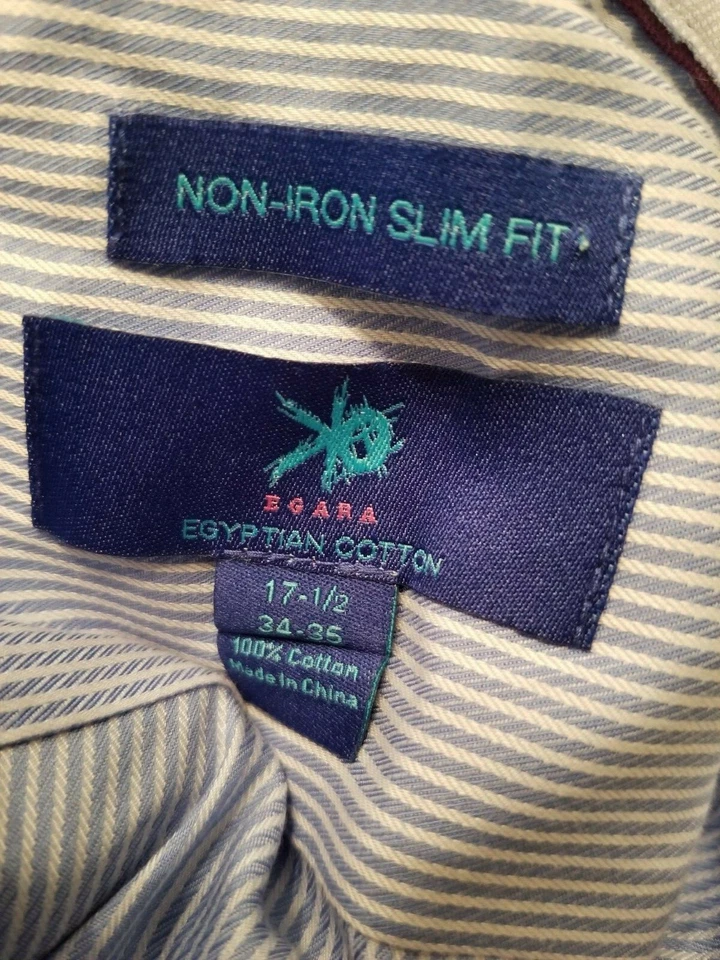 NON-IRON SLIM FIT
EGARA
EGYPTIAN COTTON
17-1/2
34-35
100% Cotton
Made in China